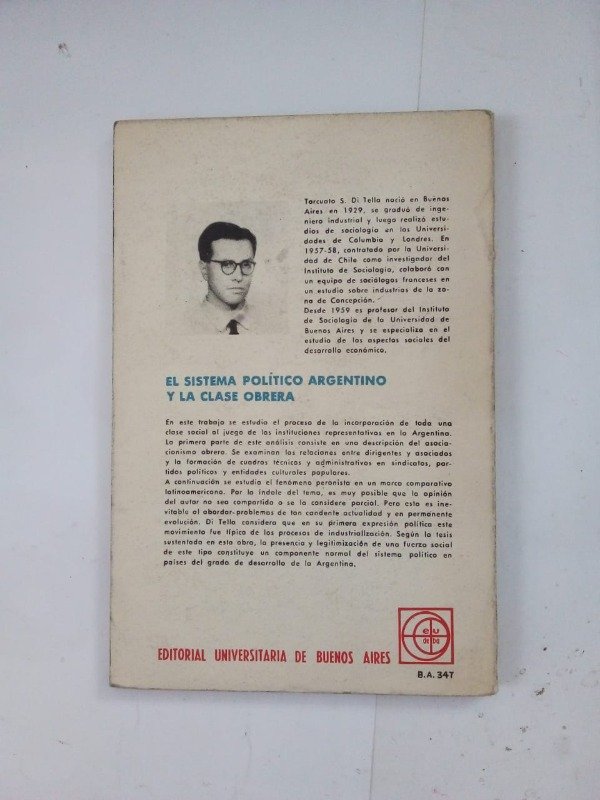 Torcuato S. Di Tella nació en Buenos
Aires en 1929, se graduó de inge-
niero industrial y luego realizó estu-
dios de sociología en las Universi-
dades de Columbia y Londres. En
1957-58, contratado por la Universi-
dad de Chile como investigador del
Instituto de Sociología, colaboró con
un equipo de sociólogos franceses en
un estudio sobre industrias de la zo-
na de Concepción.
Desde 1959 es profesor del Instituto
de Sociología de la Universidad de
Buenos Aires y se especializa en el
estudio de los aspectos sociales del
desarrollo económico.
EL SISTEMA POLÍTICO ARGENTINO
Y LA CLASE OBRERA
En este trabajo se estudia el proceso de la incorporación de toda una
clase social al juego de las instituciones representativas en la Argentina.
La primera parte de este análisis consiste en una descripción del asocia-
cionismo obrero. Se examinan las relaciones entre dirigentes y asociados
y la formación de cuadros técnicos y administrativos en sindicatos, par-
tidos políticos y entidades culturales populares.
A continuación se estudia el fenómeno peronista en un marco comparativo
latinoamericano. Por la índole del tema, es muy posible que la opinión
del autor no sea compartida o se la considere parcial. Pero esto es ine-
vitable al abordar problemas de tan candente actualidad y en permanente
evolución. Di Tella considera que en su primera expresión política este
movimiento fue típico de los procesos de industrialización. Según la tesis
sustentada en esta obra, la presencia y legitimización de una fuerza social
de este tipo constituye un componente normal del sistema político en
países del grado de desarrollo de la Argentina.
EDITORIAL UNIVERSITARIA DE BUENOS AIRES
eu
deba
B.A. 347